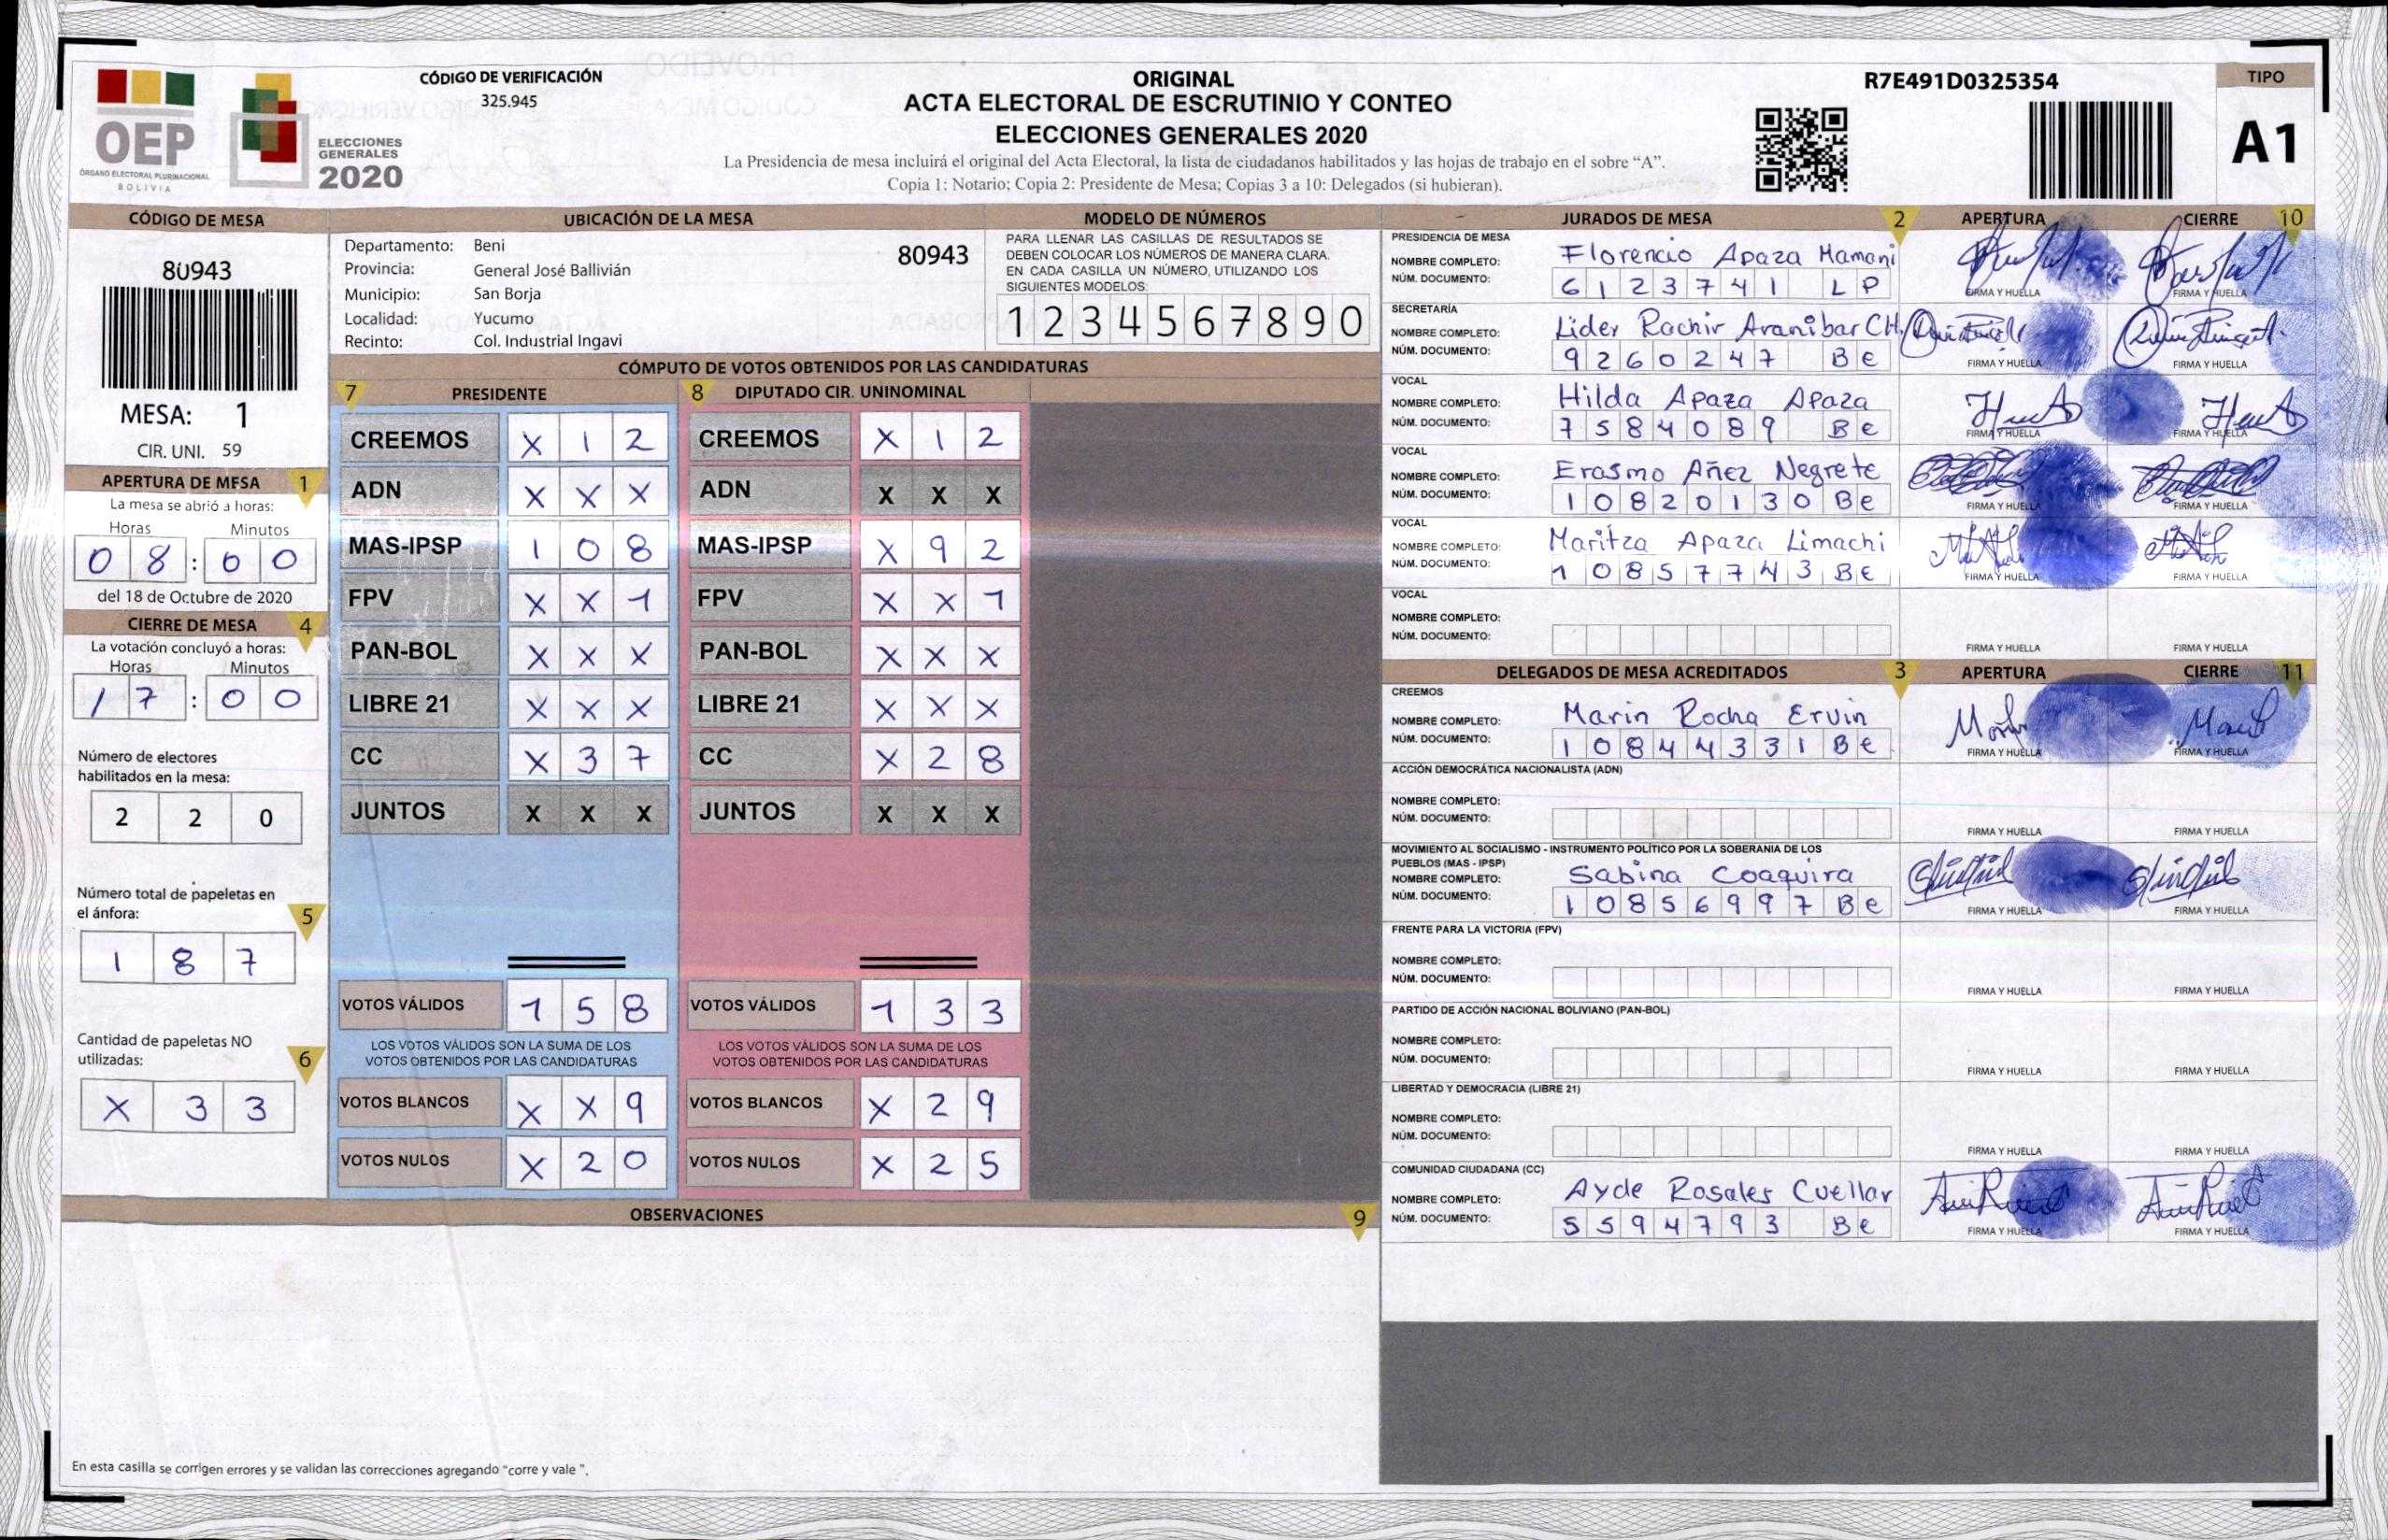 CÓDIGO DE VERIFICACIÓN
325.945
OEP
ÓRGANO ELECTORAL PLURINACIONAL
BOLIVIA
ELECCIONES
GENERALES
2020
ORIGINAL
ACTA ELECTORAL DE ESCRUTINIO Y CONTEO
ELECCIONES GENERALES 2020
La Presidencia de mesa incluirá el original del Acta Electoral, la lista de ciudadanos habilitados y las hojas de trabajo en el sobre “A”.
Copia 1: Notario; Copia 2: Presidente de Mesa; Copias 3 a 10: Delegados (si hubieran).
R7E491D0325354
TIPO
A1
CÓDIGO DE MESA
80943
MESA: 1
CIR. UNI. 59
APERTURA DE MESA 1
La mesa se abrió a horas:
Horas Minutos
0 8 : 0 0
del 18 de Octubre de 2020
CIERRE DE MESA 4
La votación concluyó a horas:
Horas Minutos
1 7 : 0 0
Número de electores
habilitados en la mesa:
2 2 0
Número total de papeletas en
el ánfora: 5
1 8 7
Cantidad de papeletas NO
utilizadas: 6
X 3 3
UBICACIÓN DE LA MESA
Departamento: Beni
80943
Provincia: General José Ballivián
Municipio: San Borja
Localidad: Yucumo
Recinto: Col. Industrial Ingavi
MODELO DE NÚMEROS
PARA LLENAR LAS CASILLAS DE RESULTADOS SE
DEBEN COLOCAR LOS NÚMEROS DE MANERA CLARA.
EN CADA CASILLA UN NÚMERO, UTILIZANDO LOS
SIGUIENTES MODELOS:
1 2 3 4 5 6 7 8 9 0
CÓMPUTO DE VOTOS OBTENIDOS POR LAS CANDIDATURAS
7 PRESIDENTE
CREEMOS X 1 2
ADN X X X
MAS-IPSP 1 0 8
FPV X X 1
PAN-BOL X X X
LIBRE 21 X X X
CC X 3 7
JUNTOS X X X
VOTOS VÁLIDOS 1 5 8
LOS VOTOS VÁLIDOS SON LA SUMA DE LOS
VOTOS OBTENIDOS POR LAS CANDIDATURAS
VOTOS BLANCOS X X 9
VOTOS NULOS X 2 0
8 DIPUTADO CIR. UNINOMINAL
CREEMOS X 1 2
ADN X X X
MAS-IPSP X 9 2
FPV X X 1
PAN-BOL X X X
LIBRE 21 X X X
CC X 2 8
JUNTOS X X X
VOTOS VÁLIDOS 1 3 3
LOS VOTOS VÁLIDOS SON LA SUMA DE LOS
VOTOS OBTENIDOS POR LAS CANDIDATURAS
VOTOS BLANCOS X 2 9
VOTOS NULOS X 2 5
OBSERVACIONES 9
En esta casilla se corrigen errores y se validan las correcciones agregando “corre y vale ”.
JURADOS DE MESA 2 APERTURA CIERRE 10
PRESIDENCIA DE MESA
NOMBRE COMPLETO: Florencio Apaza Mamani
NÚM. DOCUMENTO: 6123741 LP
FIRMA Y HUELLA FIRMA Y HUELLA
SECRETARÍA
NOMBRE COMPLETO: Lider Rachir Aranibar CH.
NÚM. DOCUMENTO: 9260247 Be
FIRMA Y HUELLA FIRMA Y HUELLA
VOCAL
NOMBRE COMPLETO: Hilda Apaza Apaza
NÚM. DOCUMENTO: 7584089 Be
FIRMA Y HUELLA FIRMA Y HUELLA
VOCAL
NOMBRE COMPLETO: Erasmo Añez Negrete
NÚM. DOCUMENTO: 10820130 Be
FIRMA Y HUELLA FIRMA Y HUELLA
VOCAL
NOMBRE COMPLETO: Maritza Apaza Limachi
NÚM. DOCUMENTO: 10857743 Be
FIRMA Y HUELLA FIRMA Y HUELLA
VOCAL
NOMBRE COMPLETO:
NÚM. DOCUMENTO:
FIRMA Y HUELLA FIRMA Y HUELLA
DELEGADOS DE MESA ACREDITADOS 3 APERTURA CIERRE 11
CREEMOS
NOMBRE COMPLETO: Marin Rocha Ervin
NÚM. DOCUMENTO: 10844331 Be
FIRMA Y HUELLA FIRMA Y HUELLA
ACCIÓN DEMOCRÁTICA NACIONALISTA (ADN)
NOMBRE COMPLETO:
NÚM. DOCUMENTO:
FIRMA Y HUELLA FIRMA Y HUELLA
MOVIMIENTO AL SOCIALISMO - INSTRUMENTO POLÍTICO POR LA SOBERANIA DE LOS
PUEBLOS (MAS - IPSP)
NOMBRE COMPLETO: Sabina Coaquira
NÚM. DOCUMENTO: 10856997 Be
FIRMA Y HUELLA FIRMA Y HUELLA
FRENTE PARA LA VICTORIA (FPV)
NOMBRE COMPLETO:
NÚM. DOCUMENTO:
FIRMA Y HUELLA FIRMA Y HUELLA
PARTIDO DE ACCIÓN NACIONAL BOLIVIANO (PAN-BOL)
NOMBRE COMPLETO:
NÚM. DOCUMENTO:
FIRMA Y HUELLA FIRMA Y HUELLA
LIBERTAD Y DEMOCRACIA (LIBRE 21)
NOMBRE COMPLETO:
NÚM. DOCUMENTO:
FIRMA Y HUELLA FIRMA Y HUELLA
COMUNIDAD CIUDADANA (CC)
NOMBRE COMPLETO: Ayde Rosales Cuellar
NÚM. DOCUMENTO: 5594793 Be
FIRMA Y HUELLA FIRMA Y HUELLA